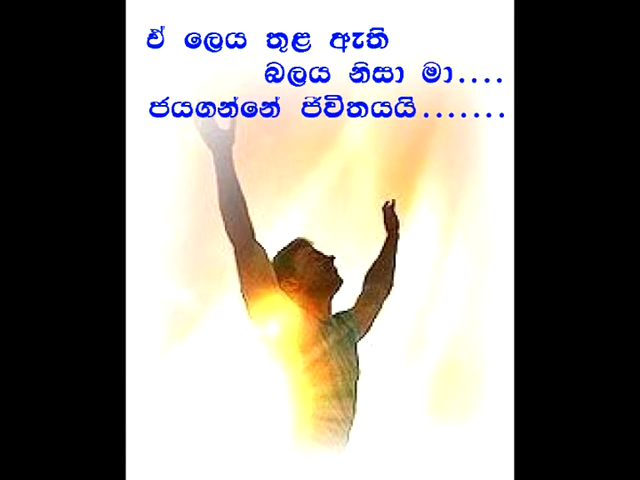 ඒ ලෙය තුළ ඇති
බලය නිසා මා....
ජයගන්නේ ජීවිතයයි.......